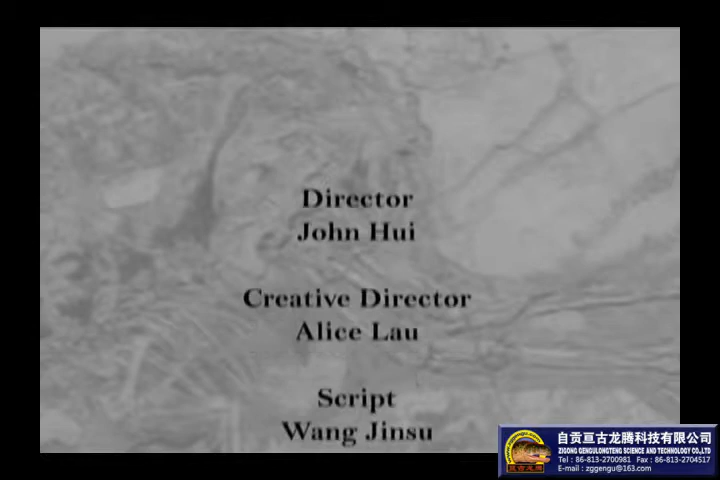 Director
John Hui
Creative Director
Alice Lau
Script
Wang Jinsu
自贡亘古龙腾科技有限公司
ZIGONG GENGULONGTENG SCIENCE AND TECHNOLOGY CO.,LTD
Tel : 86-813-2700981 Fax : 86-813-2704517
E-mail : zggengu@163.com